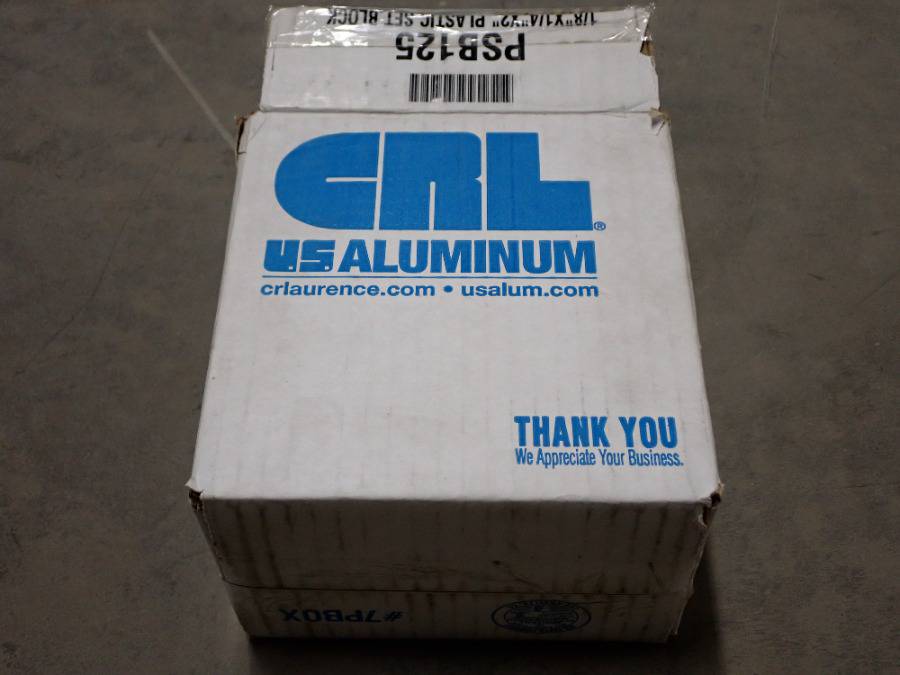 1/8"X1/4"X2" PLASTIC SET BLOCK
PSB125
CRL®
U.S. ALUMINUM
crlaurence.com • usalum.com
THANK YOU
We Appreciate Your Business.
#7PBOX